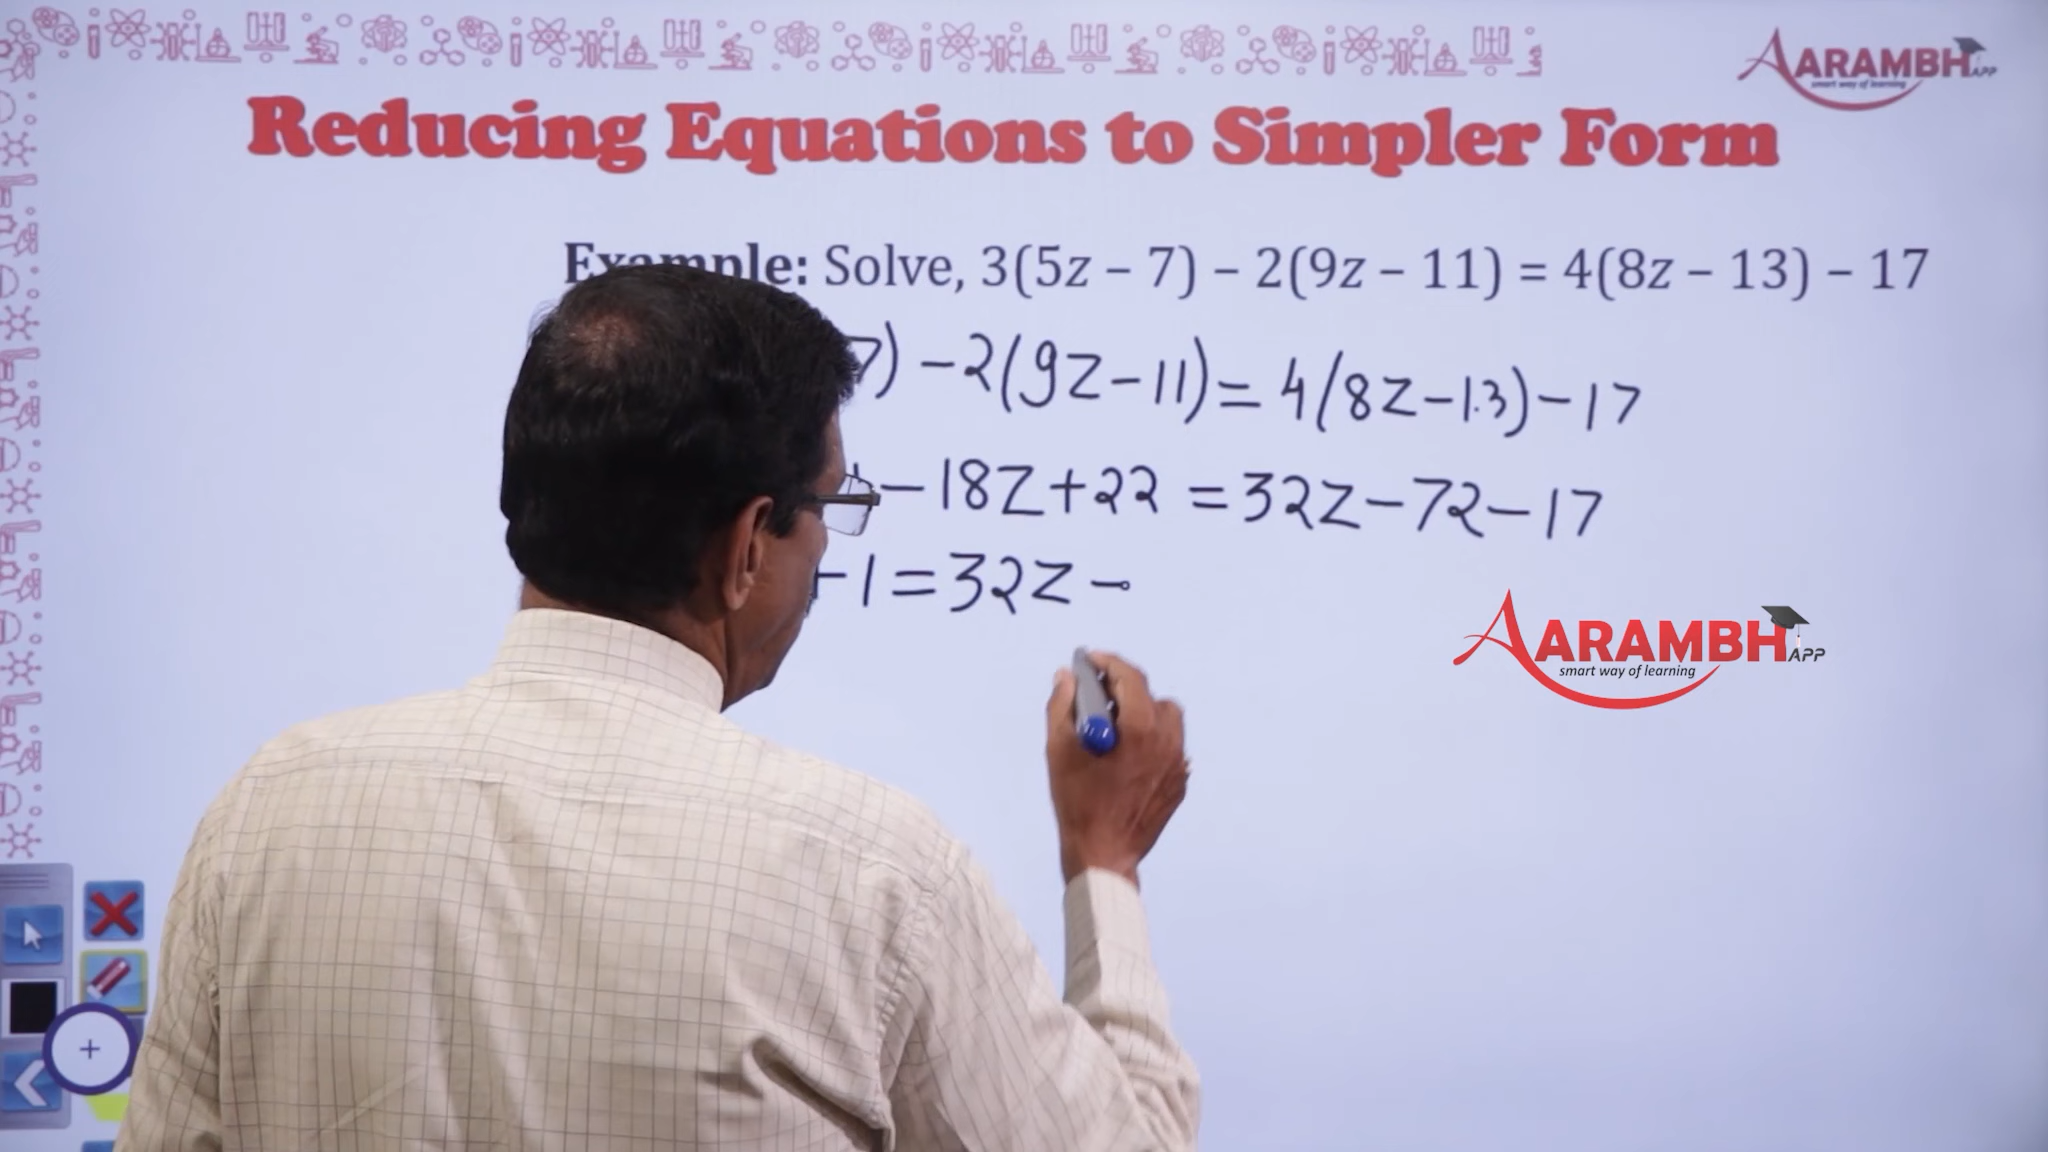 AARAMBH APP
smart way of learning
Reducing Equations to Simpler Form
Example: Solve, 3(5z – 7) – 2(9z – 11) = 4(8z – 13) – 17
7) -2(9Z-11)= 4(8Z-13)-17
-18Z+22 =32Z-72-17
+1=32Z-
AARAMBH APP
smart way of learning